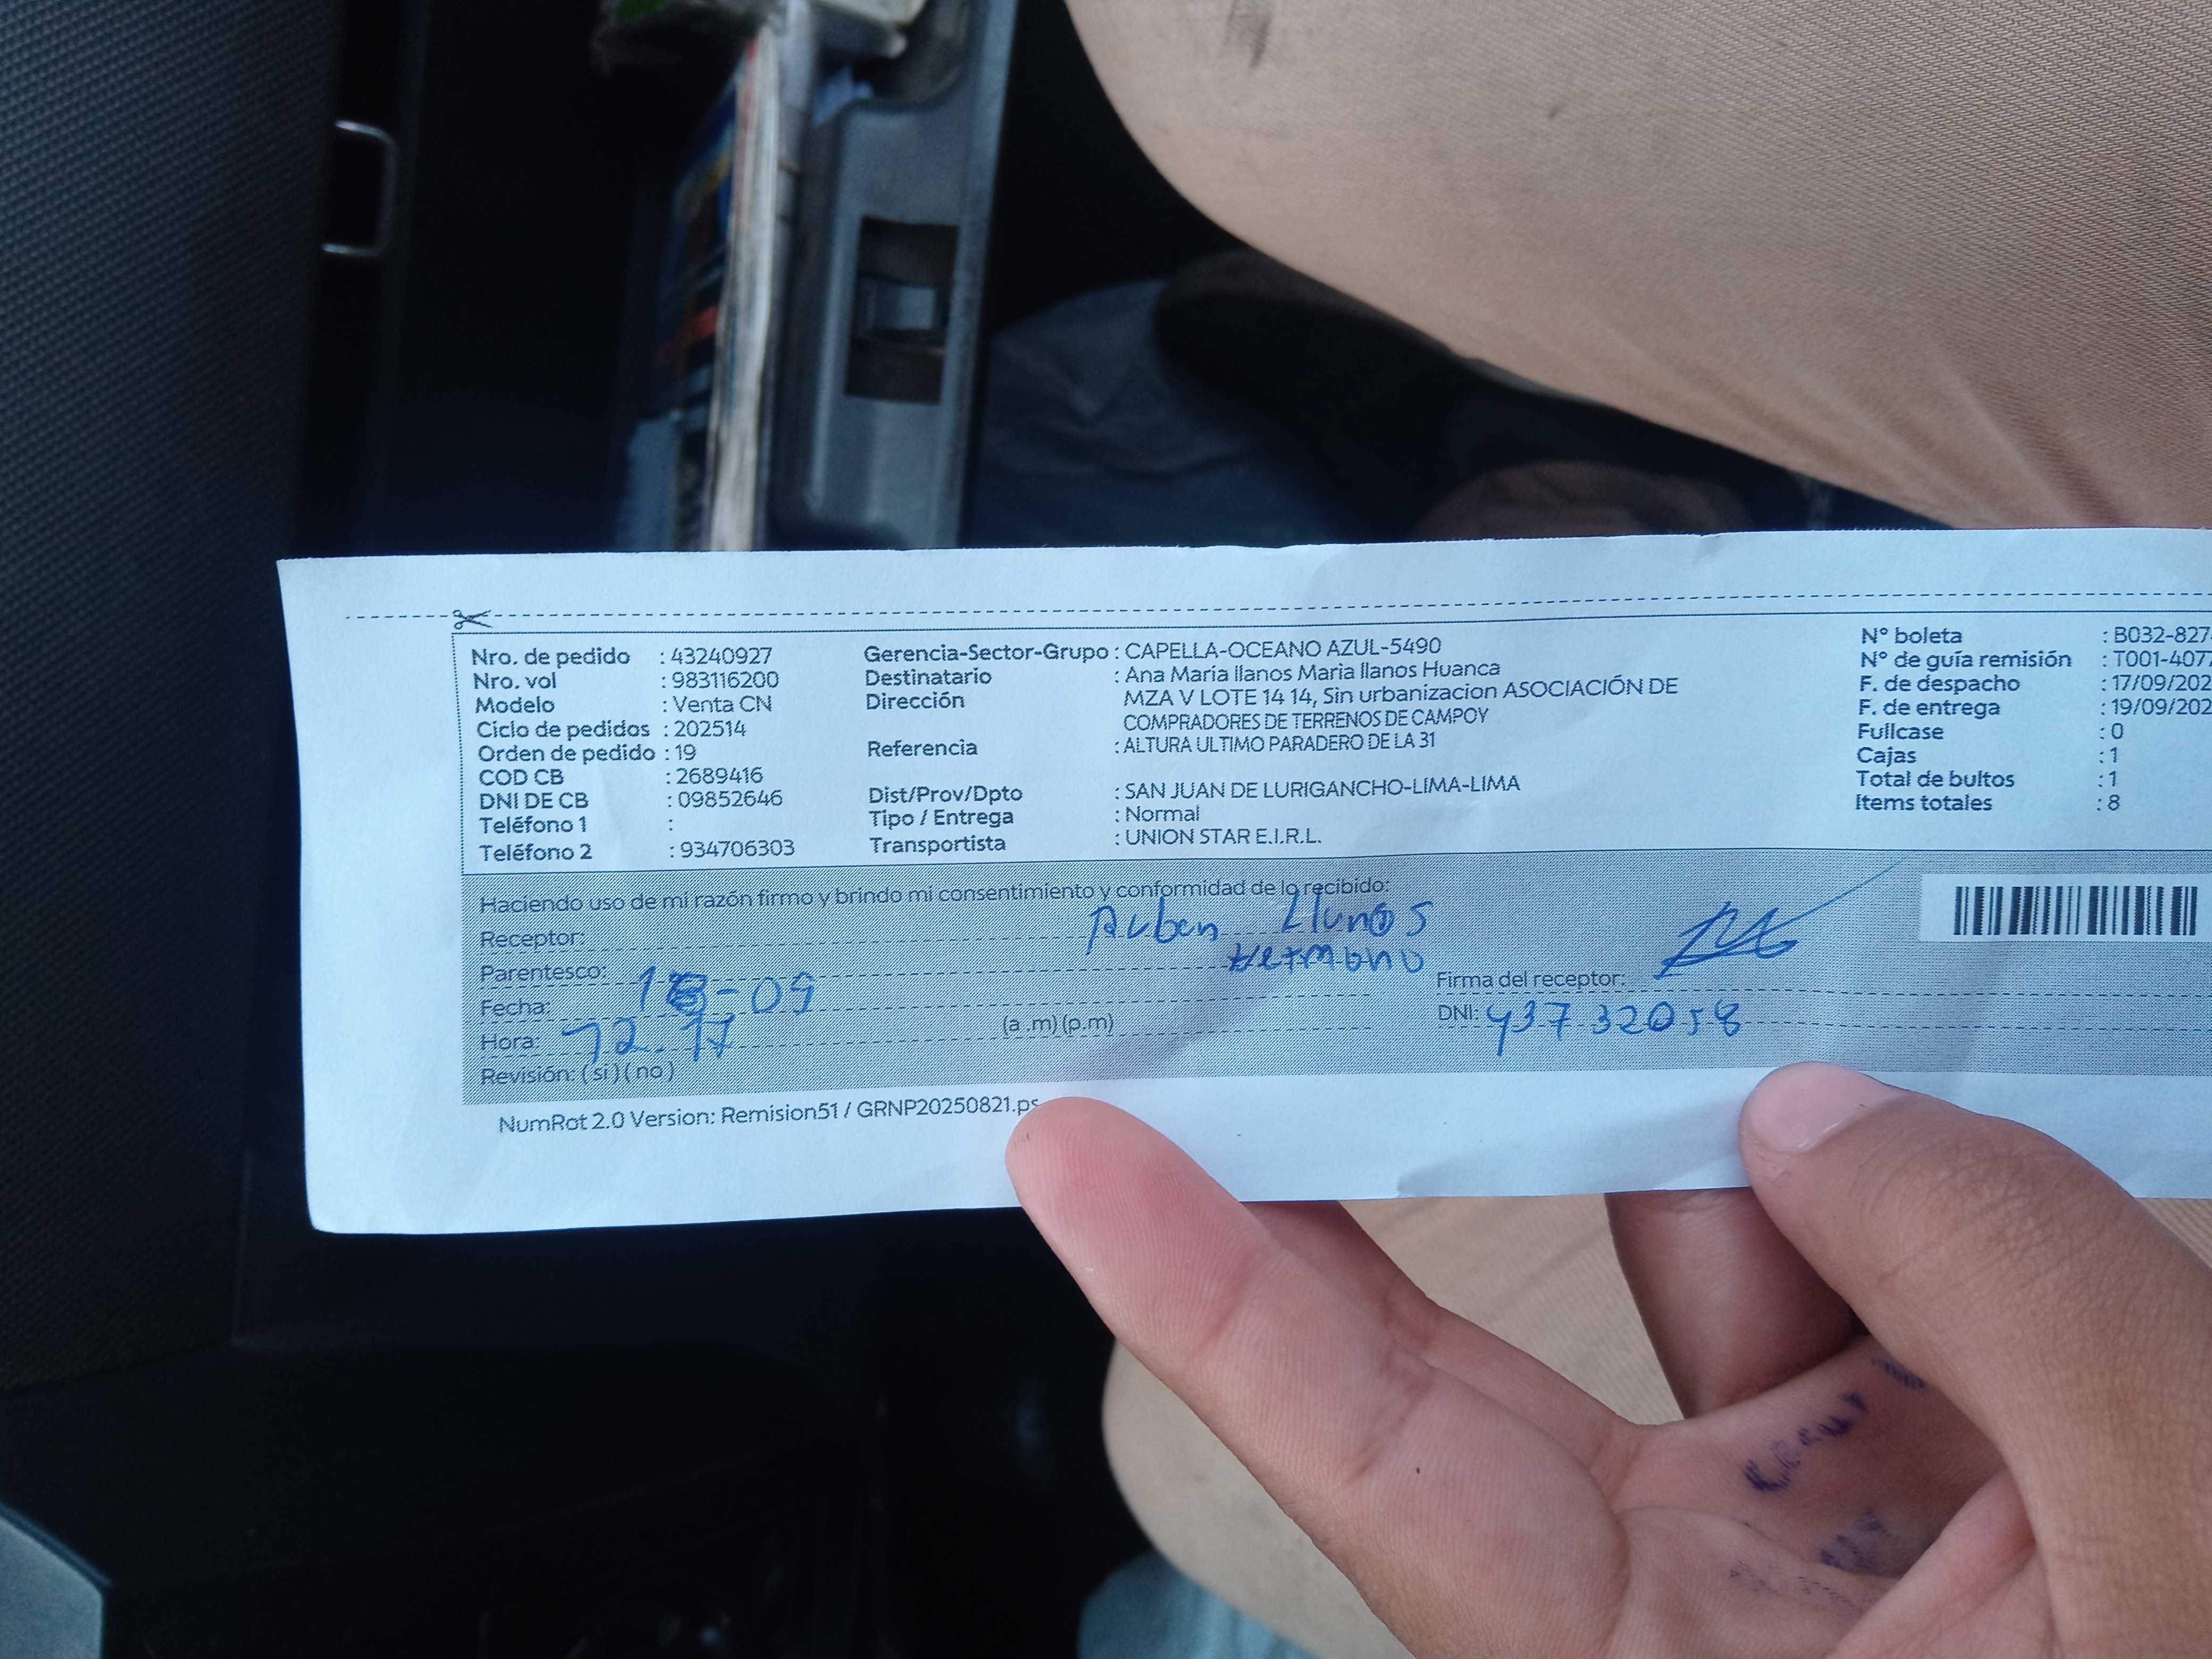 Nro. de pedido : 43240927
Nro. vol : 983116200
Modelo : Venta CN
Ciclo de pedidos : 202514
Orden de pedido : 19
COD CB : 2689416
DNI DE CB : 09852646
Teléfono 1 :
Teléfono 2 : 934706303
Gerencia-Sector-Grupo : CAPELLA-OCEANO AZUL-5490
Destinatario : Ana María llanos Maria llanos Huanca
Dirección MZA V LOTE 14 14, Sin urbanizacion ASOCIACIÓN DE
COMPRADORES DE TERRENOS DE CAMPOY
Referencia : ALTURA ULTIMO PARADERO DE LA 31
Dist/Prov/Dpto : SAN JUAN DE LURIGANCHO-LIMA-LIMA
Tipo / Entrega : Normal
Transportista : UNION STAR E.I.R.L.
N° boleta : B032-827
N° de guía remisión : T001-407
F. de despacho : 17/09/202
F. de entrega : 19/09/202
Fullcase : 0
Cajas : 1
Total de bultos : 1
Items totales : 8
Haciendo uso de mi razón firmo y brindo mi consentimiento y conformidad de lo recibido:
Receptor: Ruben Llanos
Parentesco: Hermano
Fecha: 18-09
Hora: 12.17 (a .m) (p.m)
Revisión: ( si ) ( no )
Firma del receptor:
DNI: 43732058
NumRot 2.0 Version: Remision51 / GRNP20250821.ps